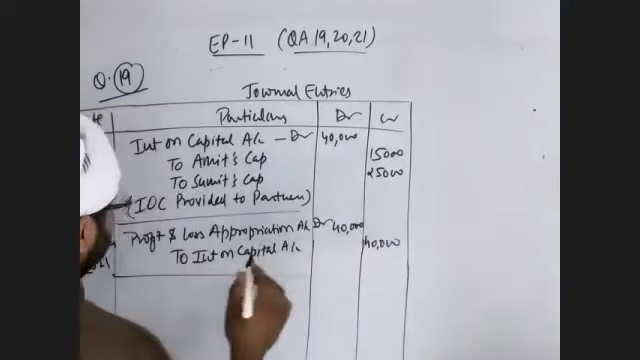 EP-11 (QA.19,20,21)
Q.19
Journal Entries
te Particulars Dr Cr
Int on Capital A/c - Dr 40,000
To Amit's Cap 15000
To Sumit's Cap 25000
(IOC Provided to Partners)
Profit & Loss Appropriation A/c Dr 40,000
To Int on Capital A/c 40,000